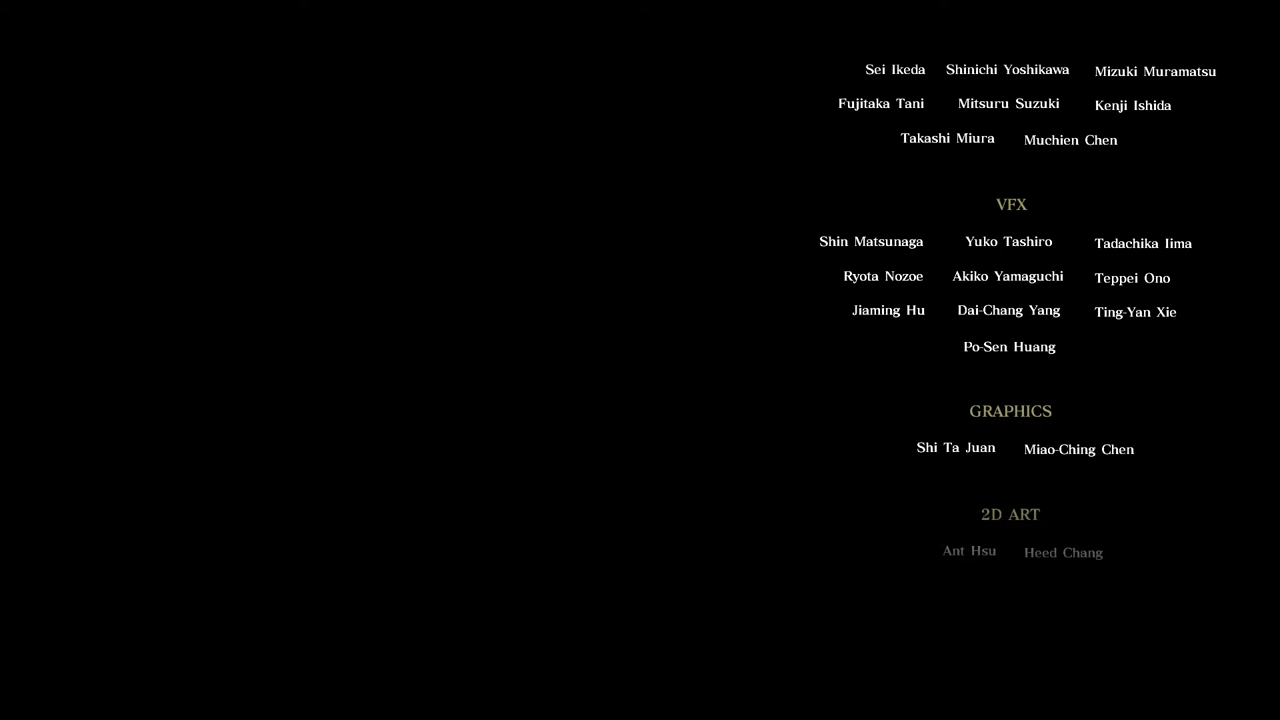 Sei Ikeda Shinichi Yoshikawa Mizuki Muramatsu
Fujitaka Tani Mitsuru Suzuki Kenji Ishida
Takashi Miura Muchien Chen
VFX
Shin Matsunaga Yuko Tashiro Tadachika Iima
Ryota Nozoe Akiko Yamaguchi Teppei Ono
Jiaming Hu Dai-Chang Yang Ting-Yan Xie
Po-Sen Huang
GRAPHICS
Shi Ta Juan Miao-Ching Chen
2D ART
Ant Hsu Heed Chang